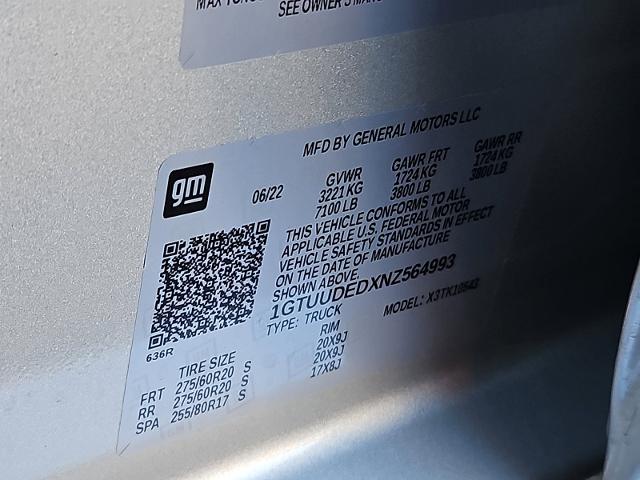 MAX
SEE OWNER'S
MFD BY GENERAL MOTORS LLC
gm
06/22
GVWR GAWR FRT GAWR RR
3221 KG 1724 KG 1724 KG
7100 LB 3800 LB 3800 LB
THIS VEHICLE CONFORMS TO ALL
APPLICABLE U.S. FEDERAL MOTOR
VEHICLE SAFETY STANDARDS IN EFFECT
ON THE DATE OF MANUFACTURE
SHOWN ABOVE.
1GTUUDEDXNZ564993
TYPE: TRUCK MODEL: X3TK10543
636R
TIRE SIZE RIM
FRT 275/60R20 S 20X9J
RR 275/60R20 S 20X9J
SPA 255/80R17 S 17X8J